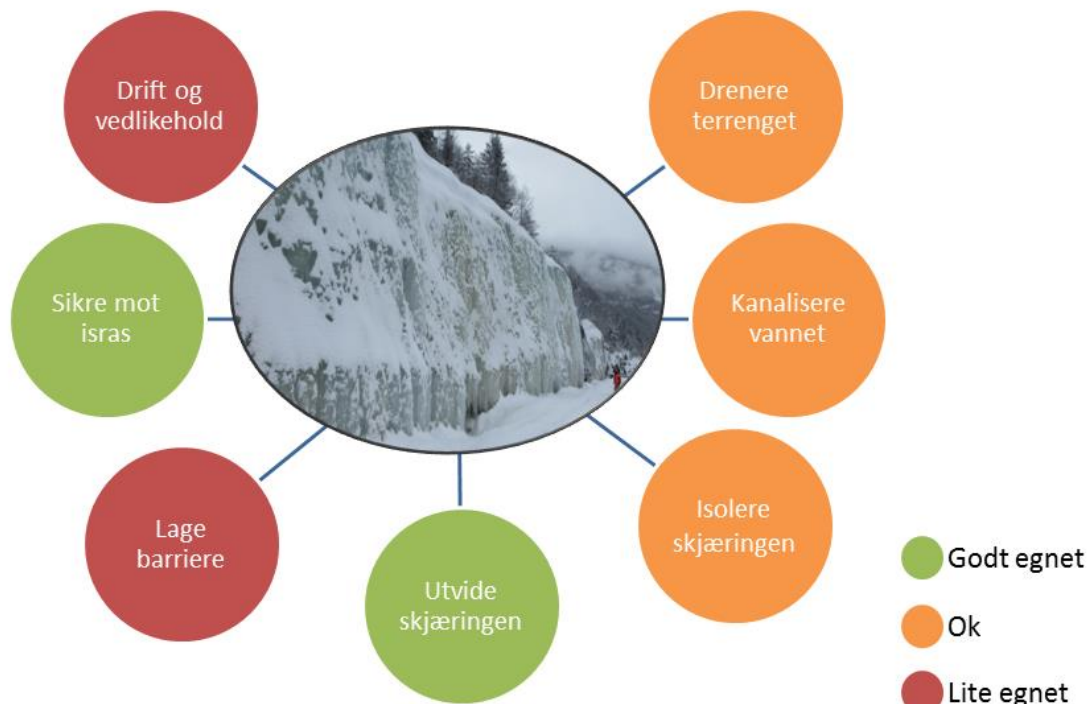 Drift og
vedlikehold
Drenere
terrenget
Sikre mot
isras
Kanalisere
vannet
Lage
barriere
Utvide
skjæringen
Isolere
skjæringen
Godt egnet
Ok
Lite egnet